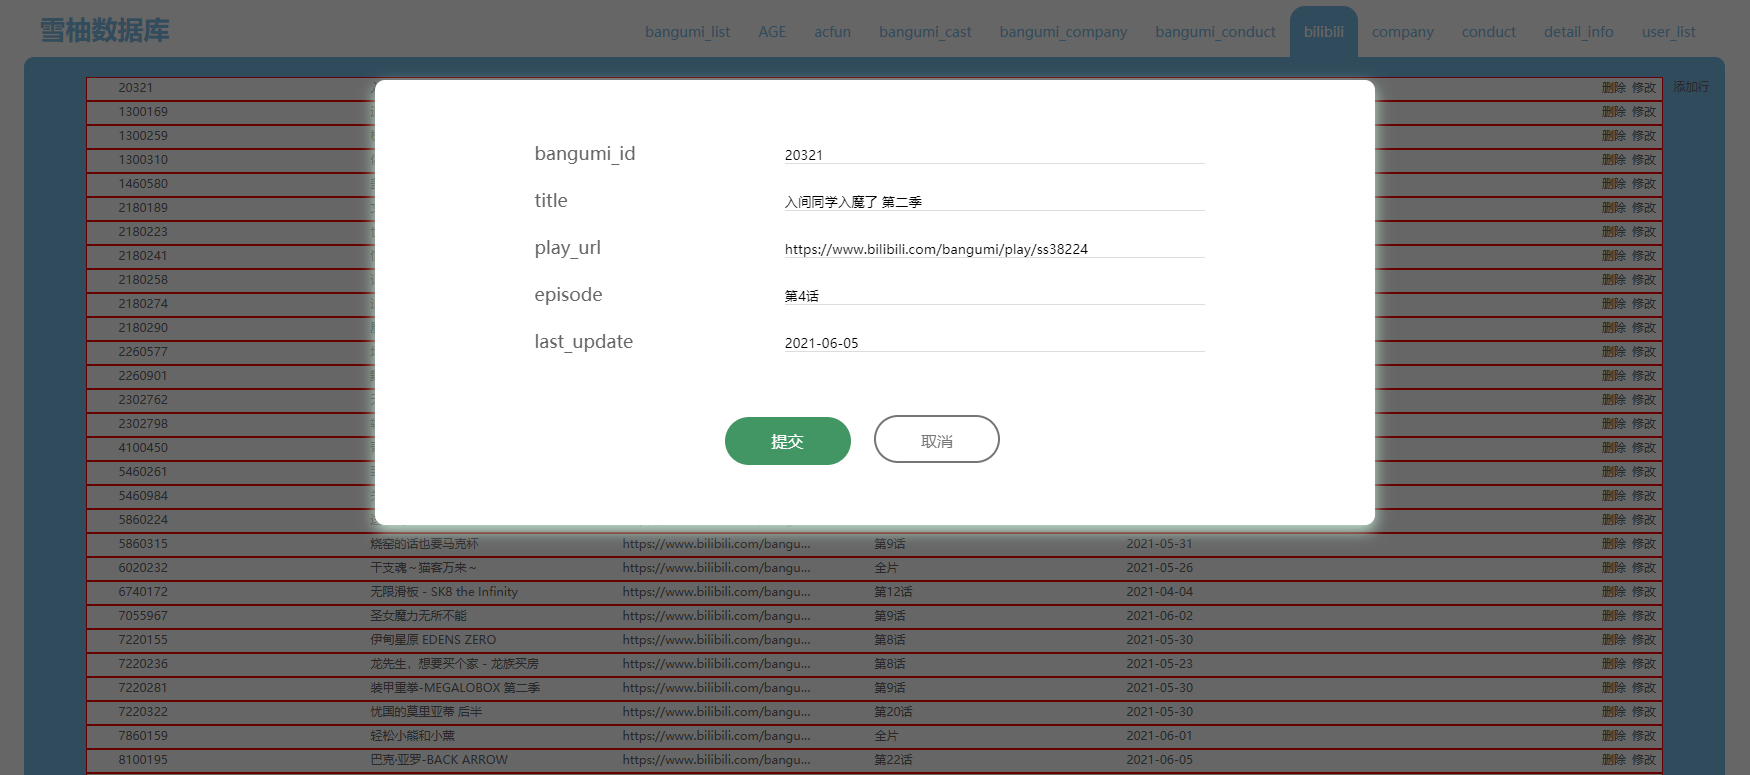 雪柚数据库
bangumi_list AGE acfun bangumi_cast bangumi_company bangumi_conduct bilibili company conduct detail_info user_list
添加行
20321 删除 修改
1300169 删除 修改
1300259 删除 修改
1300310 删除 修改
1460580 删除 修改
2180189 删除 修改
2180223 删除 修改
2180241 删除 修改
2180258 删除 修改
2180274 删除 修改
2180290 删除 修改
2260577 删除 修改
2260901 删除 修改
2302762 删除 修改
2302798 删除 修改
4100450 删除 修改
5460261 删除 修改
5460984 删除 修改
5860224 删除 修改
bangumi_id 20321
title 入间同学入魔了 第二季
play_url https://www.bilibili.com/bangumi/play/ss38224
episode 第4话
last_update 2021-06-05
提交 取消
5860315 烧窑的话也要马克杯 https://www.bilibili.com/bangu... 第9话 2021-05-31 删除 修改
6020232 干支魂～猫客万来～ https://www.bilibili.com/bangu... 全片 2021-05-26 删除 修改
6740172 无限滑板 - SK8 the Infinity https://www.bilibili.com/bangu... 第12话 2021-04-04 删除 修改
7055967 圣女魔力无所不能 https://www.bilibili.com/bangu... 第9话 2021-06-02 删除 修改
7220155 伊甸星原 EDENS ZERO https://www.bilibili.com/bangu... 第8话 2021-05-30 删除 修改
7220236 龙先生，想要买个家 - 龙族买房 https://www.bilibili.com/bangu... 第8话 2021-05-23 删除 修改
7220281 装甲重拳-MEGALOBOX 第二季 https://www.bilibili.com/bangu... 第9话 2021-05-30 删除 修改
7220322 忧国的莫里亚蒂 后半 https://www.bilibili.com/bangu... 第20话 2021-05-30 删除 修改
7860159 轻松小熊和小薰 https://www.bilibili.com/bangu... 全片 2021-06-01 删除 修改
8100195 巴克·亚罗-BACK ARROW https://www.bilibili.com/bangu... 第22话 2021-06-05 删除 修改